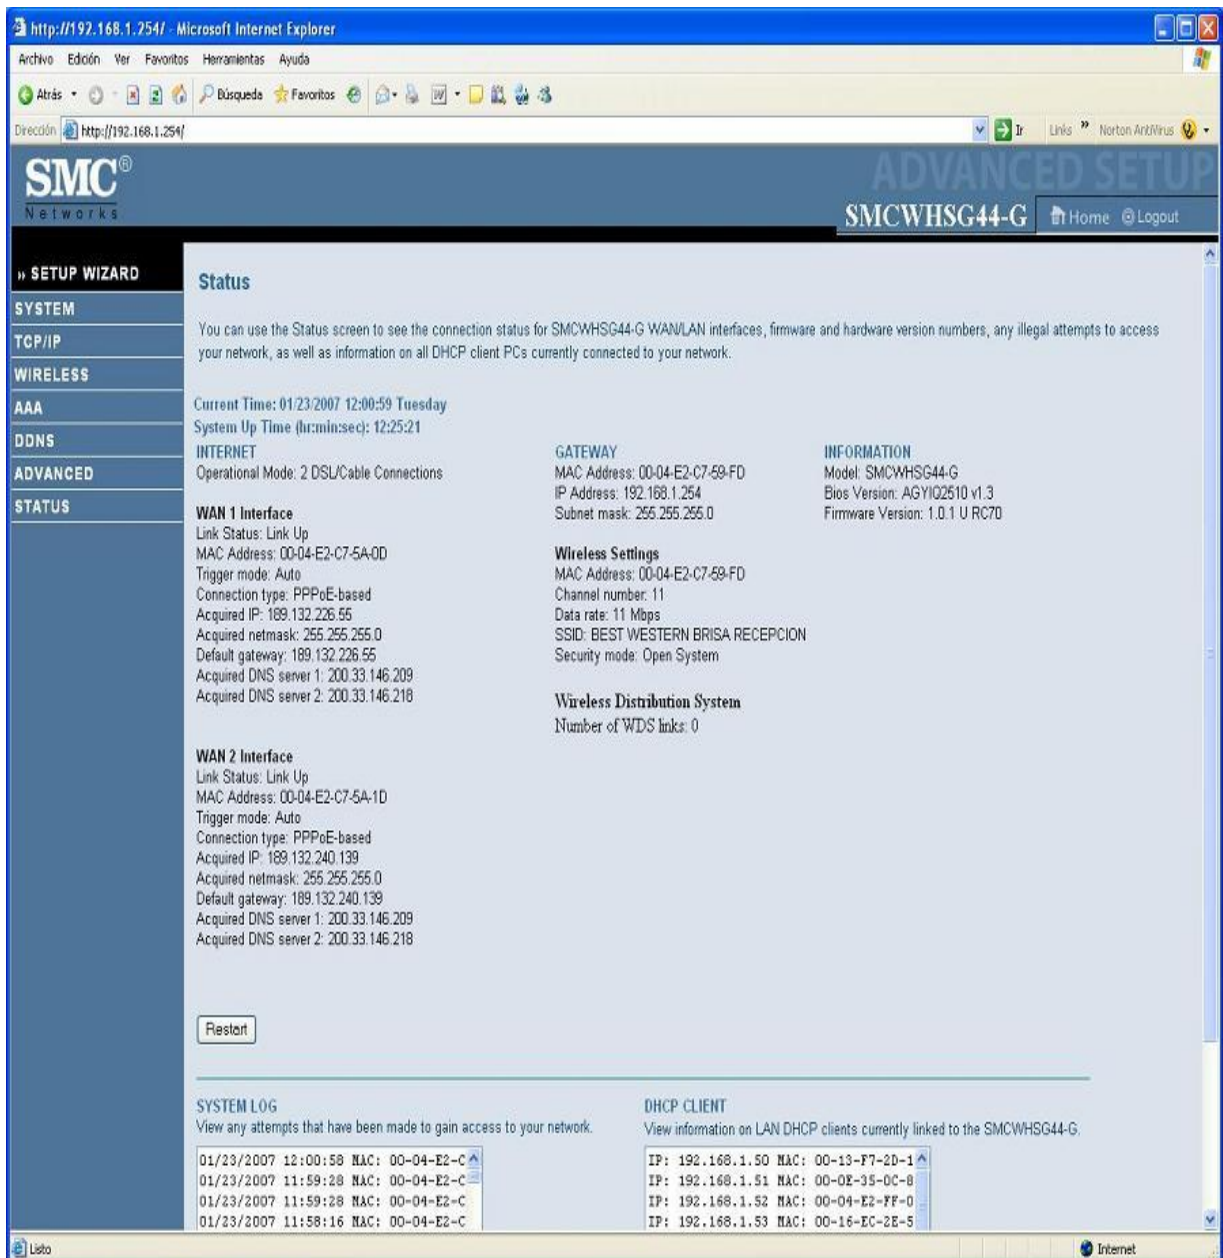 http://192.168.1.254/ - Microsoft Internet Explorer
Archivo Edición Ver Favoritos Herramientas Ayuda
Atrás Búsqueda Favoritos
Dirección http://192.168.1.254/ Ir Links » Norton AntiVirus
SMC®
Networks
ADVANCED SETUP
SMCWHSG44-G Home Logout
» SETUP WIZARD
SYSTEM
TCP/IP
WIRELESS
AAA
DDNS
ADVANCED
STATUS
Status
You can use the Status screen to see the connection status for SMCWHSG44-G WAN/LAN interfaces, firmware and hardware version numbers, any illegal attempts to access
your network, as well as information on all DHCP client PCs currently connected to your network.
Current Time: 01/23/2007 12:00:59 Tuesday
System Up Time (hr:min:sec): 12:25:21
INTERNET
Operational Mode: 2 DSL/Cable Connections
WAN 1 Interface
Link Status: Link Up
MAC Address: 00-04-E2-C7-5A-0D
Trigger mode: Auto
Connection type: PPPoE-based
Acquired IP: 189.132.226.55
Acquired netmask: 255.255.255.0
Default gateway: 189.132.226.55
Acquired DNS server 1: 200.33.146.209
Acquired DNS server 2: 200.33.146.218
WAN 2 Interface
Link Status: Link Up
MAC Address: 00-04-E2-C7-5A-1D
Trigger mode: Auto
Connection type: PPPoE-based
Acquired IP: 189.132.240.139
Acquired netmask: 255.255.255.0
Default gateway: 189.132.240.139
Acquired DNS server 1: 200.33.146.209
Acquired DNS server 2: 200.33.146.218
GATEWAY
MAC Address: 00-04-E2-C7-59-FD
IP Address: 192.168.1.254
Subnet mask: 255.255.255.0
Wireless Settings
MAC Address: 00-04-E2-C7-59-FD
Channel number: 11
Data rate: 11 Mbps
SSID: BEST WESTERN BRISA RECEPCION
Security mode: Open System
Wireless Distribution System
Number of WDS links: 0
INFORMATION
Model: SMCWHSG44-G
Bios Version: AGYIQ2510 v1.3
Firmware Version: 1.0.1 U RC70
Restart
SYSTEM LOG
View any attempts that have been made to gain access to your network.
01/23/2007 12:00:58 MAC: 00-04-E2-C
01/23/2007 11:59:28 MAC: 00-04-E2-C
01/23/2007 11:59:28 MAC: 00-04-E2-C
01/23/2007 11:58:16 MAC: 00-04-E2-C
DHCP CLIENT
View information on LAN DHCP clients currently linked to the SMCWHSG44-G.
IP: 192.168.1.50 MAC: 00-13-F7-2D-1
IP: 192.168.1.51 MAC: 00-0E-35-0C-8
IP: 192.168.1.52 MAC: 00-04-E2-FF-0
IP: 192.168.1.53 MAC: 00-16-EC-2E-5
Listo
Internet